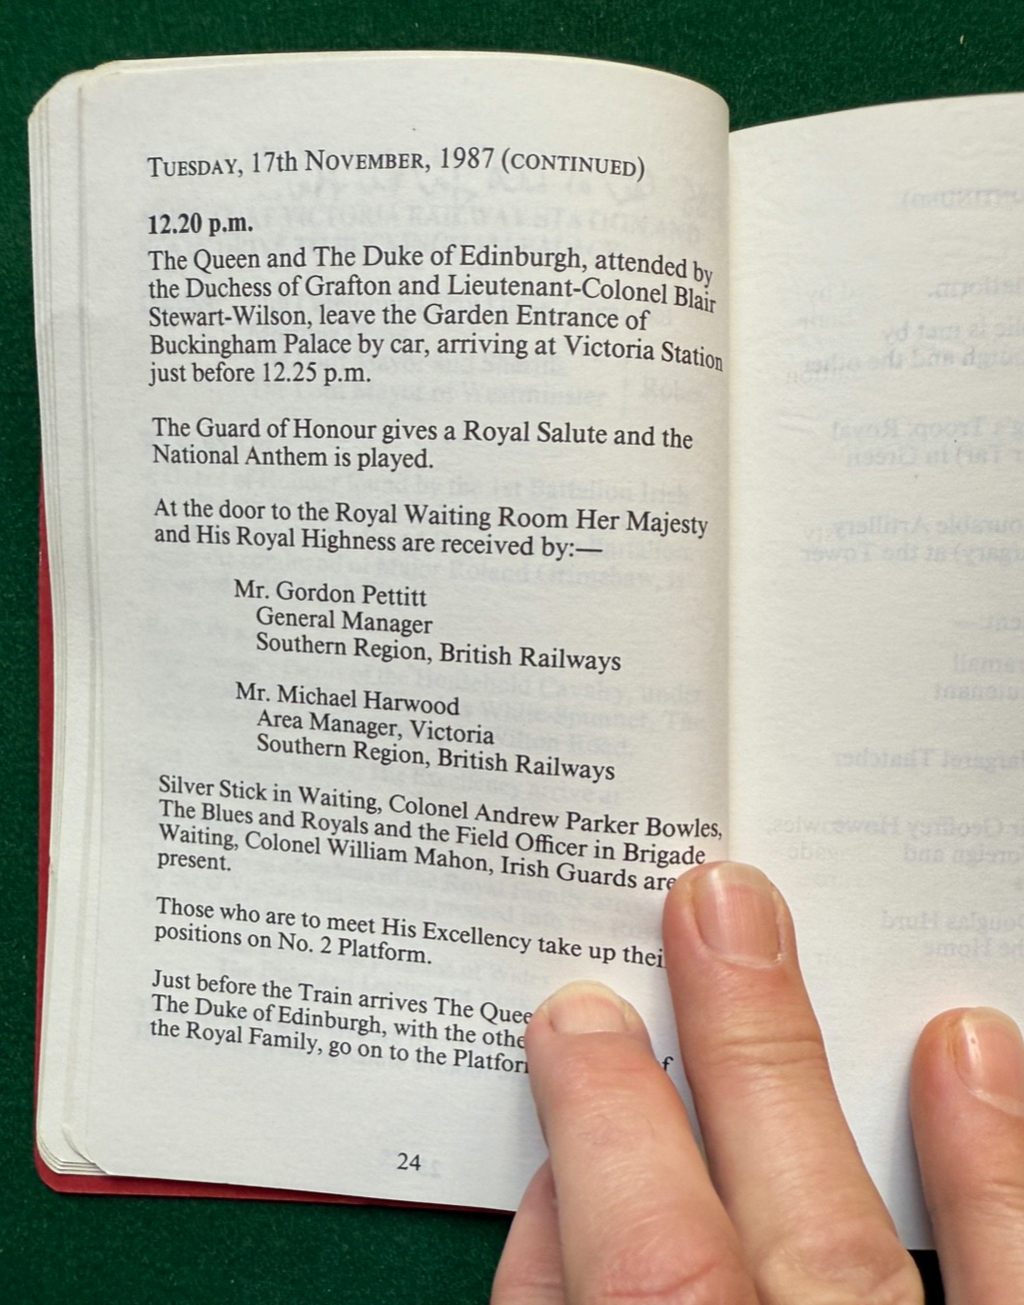 TUESDAY, 17th NOVEMBER, 1987 (CONTINUED)
12.20 p.m.
The Queen and The Duke of Edinburgh, attended by
the Duchess of Grafton and Lieutenant-Colonel Blair
Stewart-Wilson, leave the Garden Entrance of
Buckingham Palace by car, arriving at Victoria Station
just before 12.25 p.m.
The Guard of Honour gives a Royal Salute and the
National Anthem is played.
At the door to the Royal Waiting Room Her Majesty
and His Royal Highness are received by:—
Mr. Gordon Pettitt
General Manager
Southern Region, British Railways
Mr. Michael Harwood
Area Manager, Victoria
Southern Region, British Railways
Silver Stick in Waiting, Colonel Andrew Parker Bowles,
The Blues and Royals and the Field Officer in Brigade
Waiting, Colonel William Mahon, Irish Guards are
present.
Those who are to meet His Excellency take up
positions on No. 2 Platform.
Just before the Train arrives The
The Duke of Edinburgh, with the
the Royal Family, go on to the
24